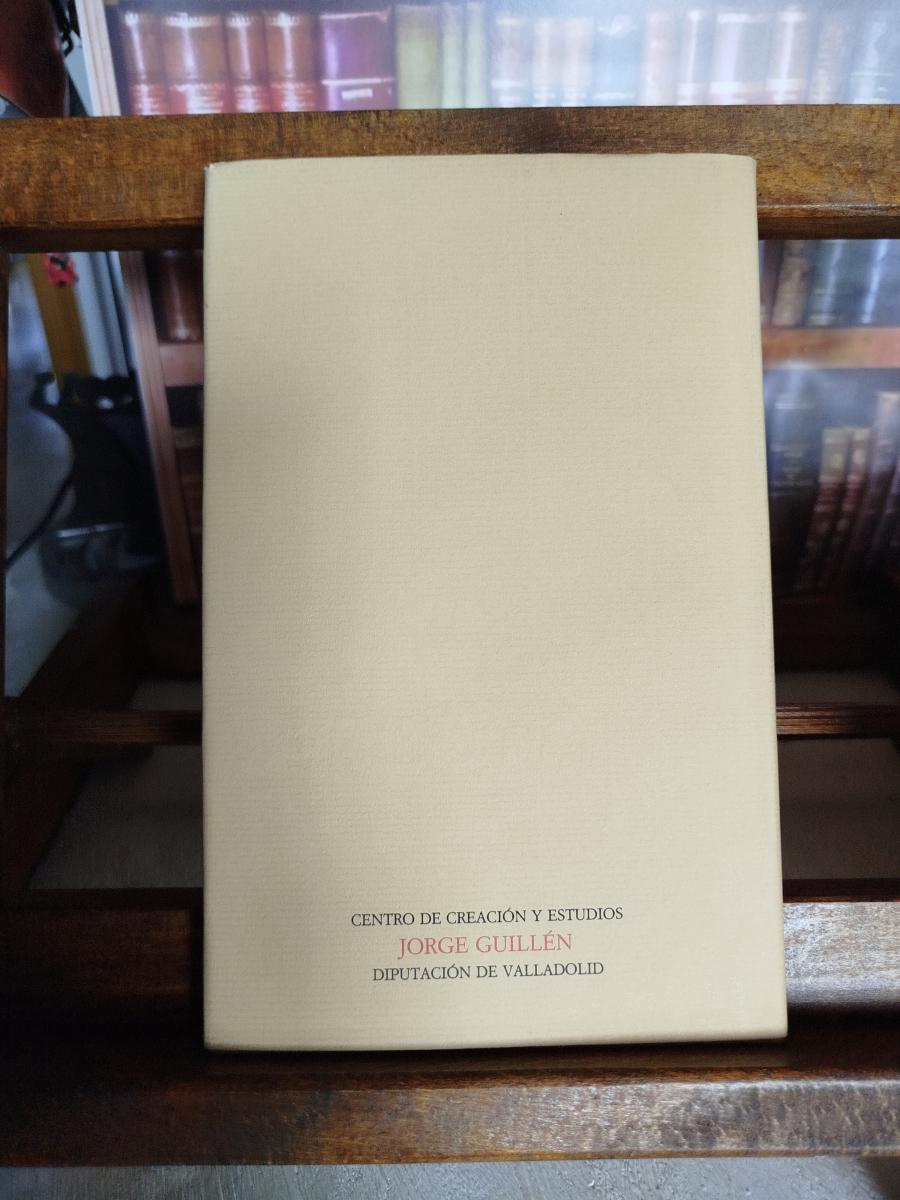 CENTRO DE CREACIÓN Y ESTUDIOS
JORGE GUILLÉN
DIPUTACIÓN DE VALLADOLID